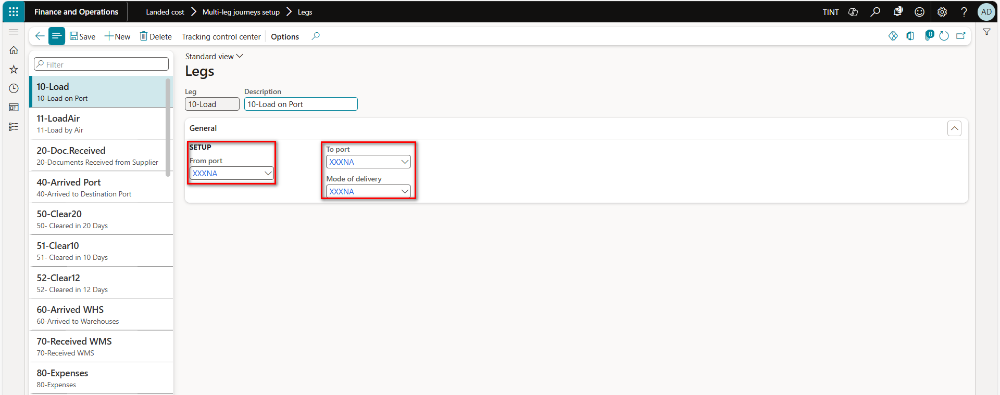 Finance and Operations
Landed cost
Multi-leg journeys setup
Legs
TINT
21
AD
Save
New
Delete
Tracking control center
Options
0
Filter
10-Load
10-Load on Port
11-LoadAir
11-Load by Air
20-Doc.Received
20-Documents Received from Supplier
40-Arrived Port
40-Arrived to Destination Port
50-Clear20
50- Cleared in 20 Days
51-Clear10
51- Cleared in 10 Days
52-Clear12
52- Cleared in 12 Days
60-Arrived WHS
60-Arrived to Warehouses
70-Received WMS
70-Received WMS
80-Expenses
80-Expenses
Standard view
Legs
Leg
Description
10-Load
10-Load on Port
General
SETUP
From port
XXXNA
To port
XXXNA
Mode of delivery
XXXNA